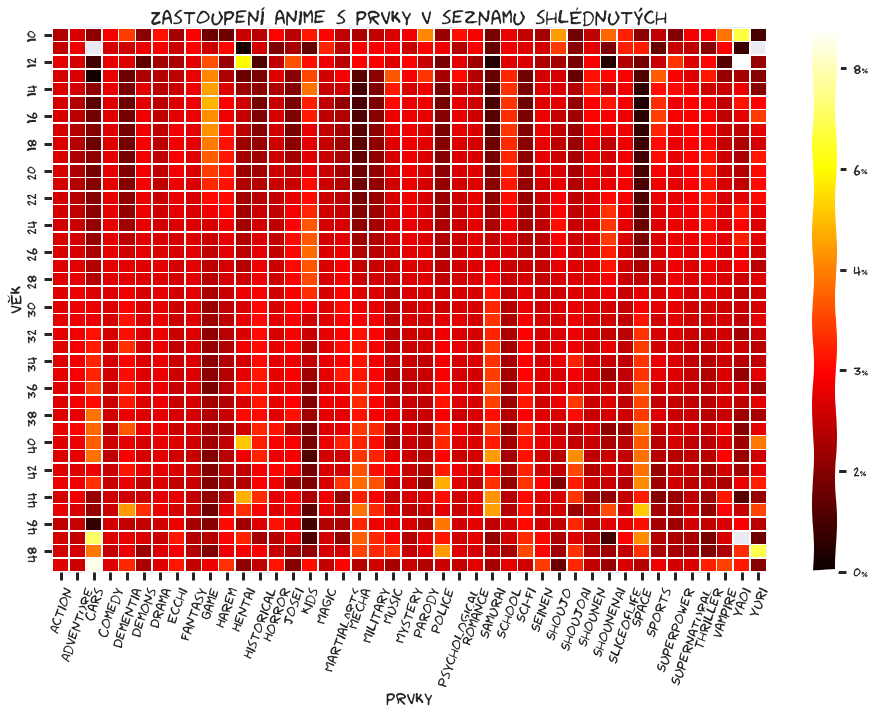 ZASTOUPENÍ ANIME S PRVKY V SEZNAMU SHLÉDNUTÝCH
10
12
14
16
18
20
22
24
26
28
30
32
34
36
38
40
42
44
46
48
VĚK
8%
6%
4%
3%
2%
0%
ACTION
ADVENTURE
CARS
COMEDY
DEMENTIA
DEMONS
DRAMA
ECCHI
FANTASY
GAME
HAREM
HENTAI
HISTORICAL
HORROR
JOSEI
KIDS
MAGIC
MARTIALARTS
MECHA
MILITARY
MUSIC
MYSTERY
PARODY
POLICE
PSYCHOLOGICAL
ROMANCE
SAMURAI
SCHOOL
SCI-FI
SEINEN
SHOUJO
SHOUJOAI
SHOUNEN
SHOUNENAI
SLICEOFLIFE
SPACE
SPORTS
SUPERPOWER
SUPERNATURAL
THRILLER
VAMPIRE
YAOI
YURI
PRVKY